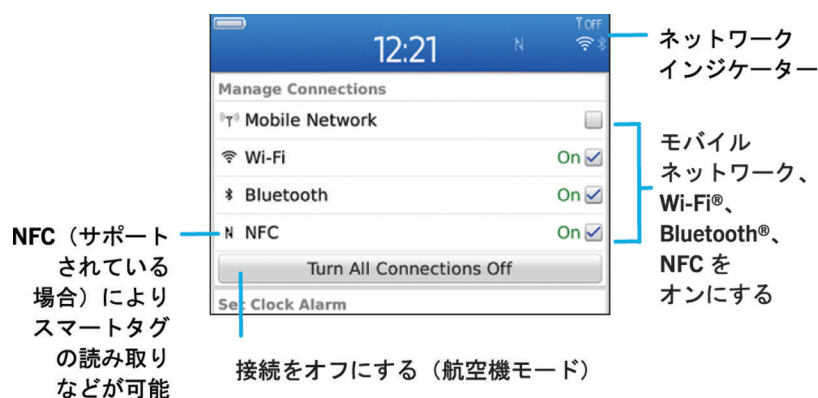 OFF
12:21
Manage Connections
Mobile Network
Wi-Fi On
Bluetooth On
NFC On
Turn All Connections Off
Set Clock Alarm
ネットワーク
インジケーター
モバイル
ネットワーク、
Wi-Fi®、
Bluetooth®、
NFC を
オンにする
NFC（サポート
されている
場合）により
スマートタグ
の読み取り
などが可能
接続をオフにする（航空機モード）